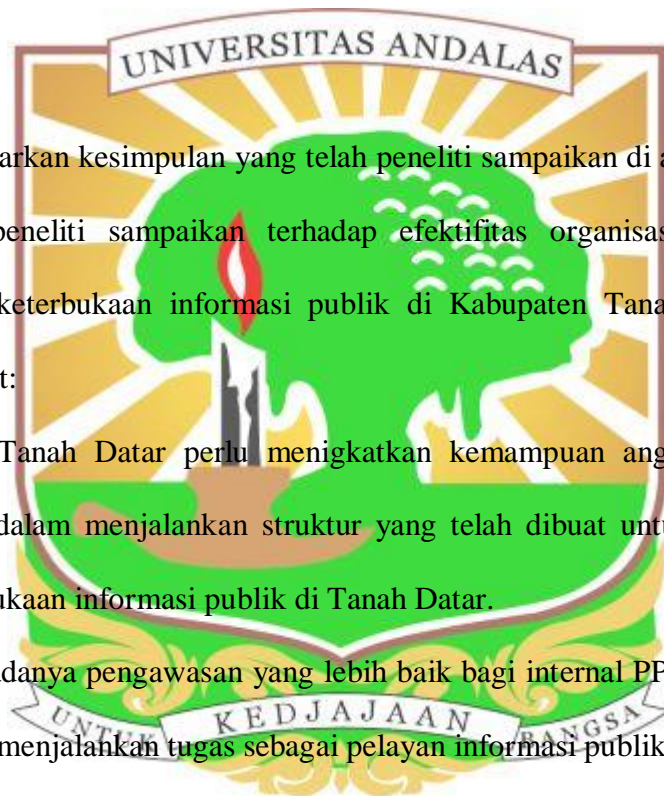 UNIVERSITAS ANDALAS
arkan kesimpulan yang telah peneliti sampaikan di a
peneliti sampaikan terhadap efektifitas organisas
keterbukaan informasi publik di Kabupaten Tana
t:
Tanah Datar perlu menigkatkan kemampuan ang
dalam menjalankan struktur yang telah dibuat untu
ukaan informasi publik di Tanah Datar.
adanya pengawasan yang lebih baik bagi internal PP
menjalankan tugas sebagai pelayan informasi publik
UNTUK KEDJAJAAN BANGSA